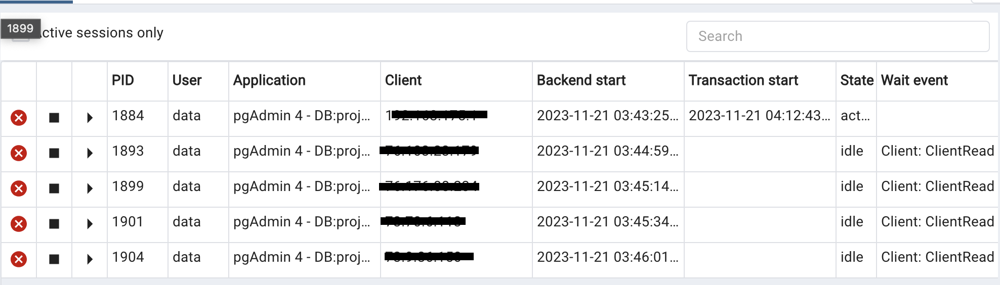 1899
ctive sessions only
Search
PID User Application Client Backend start Transaction start State Wait event
1884 data pgAdmin 4 - DB:proj... 2023-11-21 03:43:25... 2023-11-21 04:12:43... act...
1893 data pgAdmin 4 - DB:proj... 2023-11-21 03:44:59... idle Client: ClientRead
1899 data pgAdmin 4 - DB:proj... 2023-11-21 03:45:14... idle Client: ClientRead
1901 data pgAdmin 4 - DB:proj... 2023-11-21 03:45:34... idle Client: ClientRead
1904 data pgAdmin 4 - DB:proj... 2023-11-21 03:46:01... idle Client: ClientRead